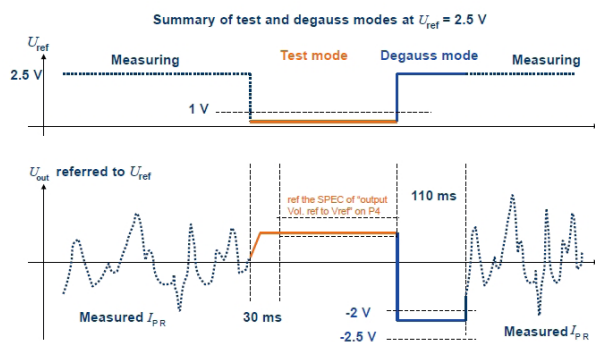 Summary of test and degauss modes at Uref = 2.5 V
Uref
Measuring
Test mode
Degauss mode
Measuring
2.5 V
1 V
Uout referred to Uref
ref the SPEC of "output
Vol. ref to Vref" on P4
110 ms
-2 V
Measured IPR
30 ms
-2.5 V
Measured IPR